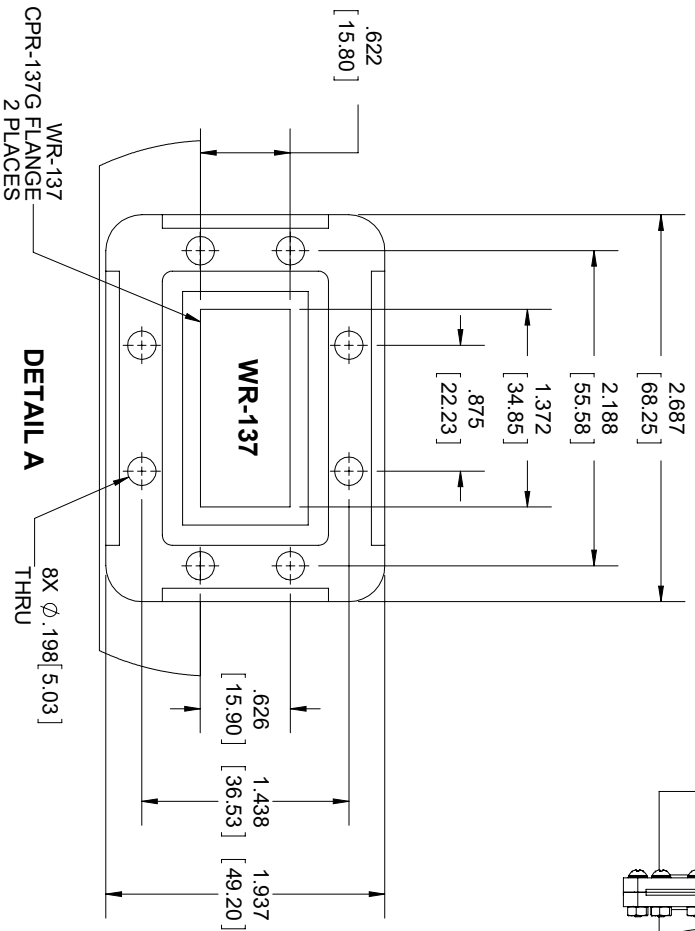 2.687
[68.25]
2.188
[55.58]
1.372
[34.85]
.875
[22.23]
.622
[15.80]
WR-137
.626
[15.90]
1.438
[36.53]
1.937
[49.20]
WR-137
CPR-137G FLANGE
2 PLACES
8X Ø.198[5.03]
THRU
DETAIL A